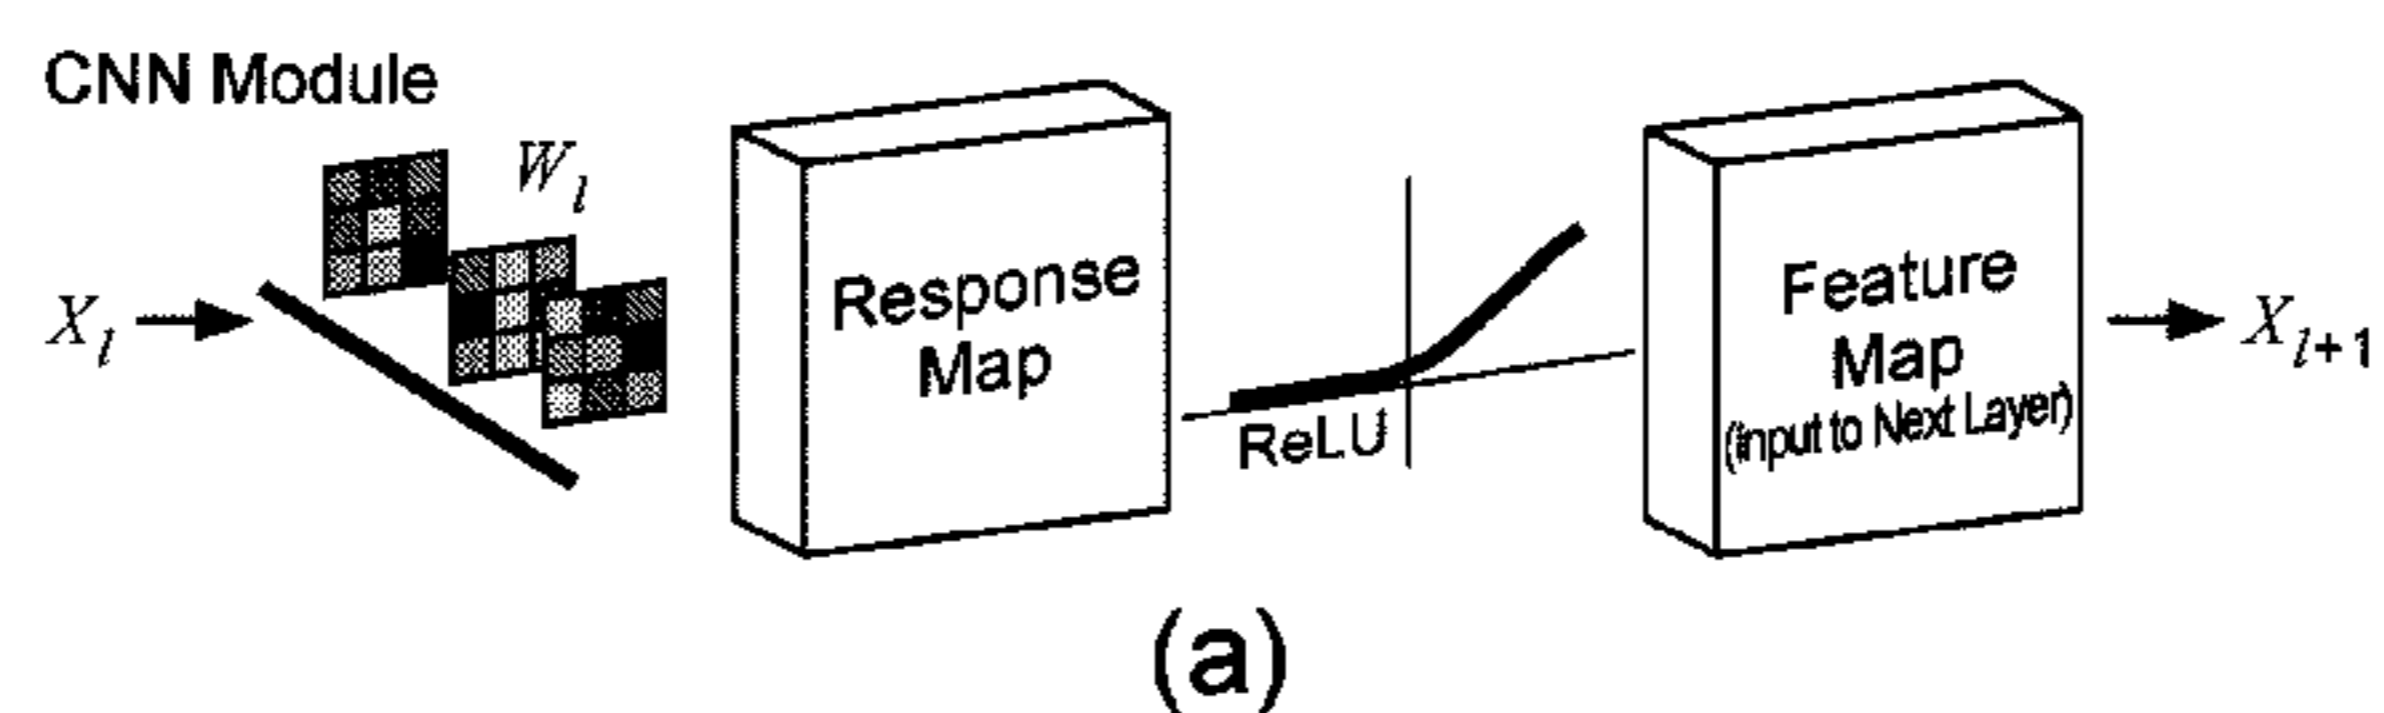 CNN Module
W_l
X_l
Response
Map
ReLU
Feature
Map
(input to Next Layer)
X_{l+1}
(a)